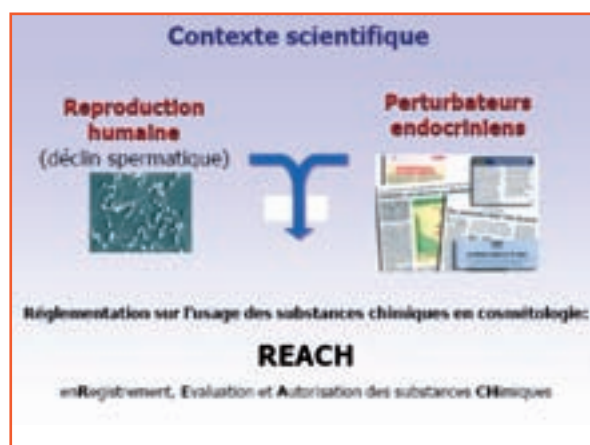 Contexte scientifique
Reproduction
humaine
(déclin spermatique)
Perturbateurs
endocriniens
Réglementation sur l'usage des substances chimiques en cosmétologie:
REACH
enRegistrement, Evaluation et Autorisation des substances CHimiques